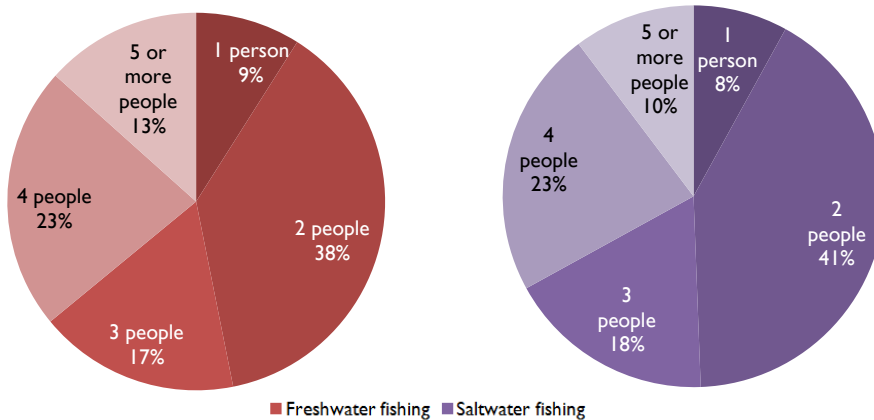 1 person
9%
2 people
38%
3 people
17%
4 people
23%
5 or
more
people
13%
1
person
8%
2
people
41%
3
people
18%
4
people
23%
5 or
more
people
10%
Freshwater fishing
Saltwater fishing